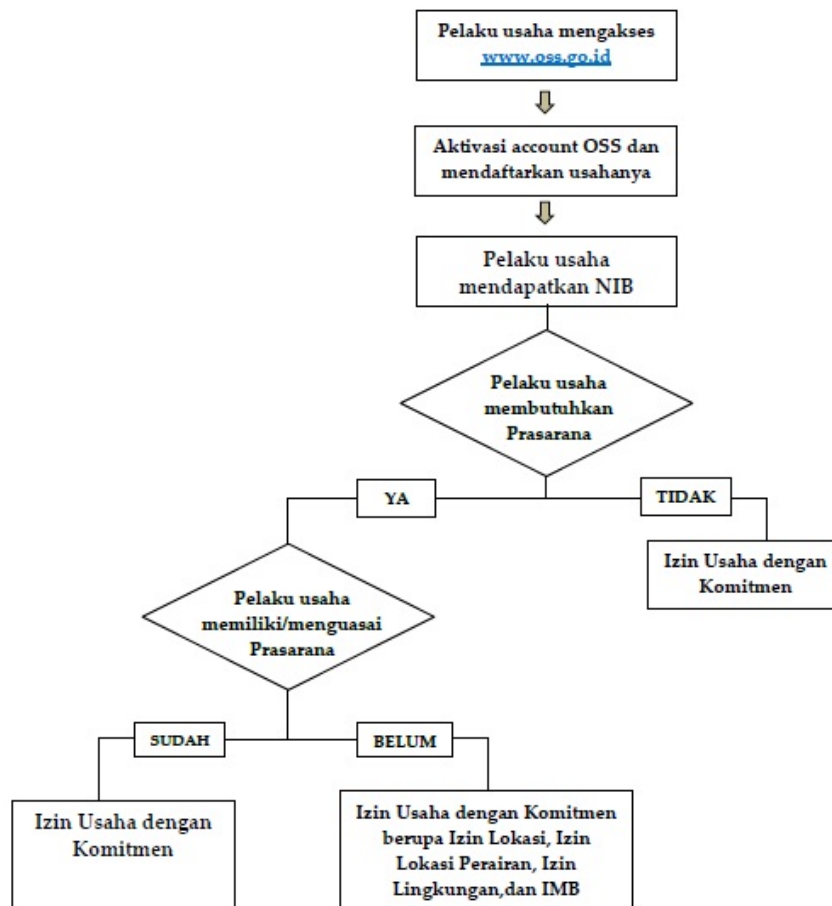 Pelaku usaha mengakses
www.oss.go.id
Aktivasi account OSS dan
mendaftarkan usahanya
Pelaku usaha
mendapatkan NIB
Pelaku usaha
membutuhkan
Prasarana
YA
TIDAK
Izin Usaha dengan
Komitmen
Pelaku usaha
memiliki/menguasai
Prasarana
SUDAH
BELUM
Izin Usaha dengan
Komitmen
Izin Usaha dengan Komitmen
berupa Izin Lokasi, Izin
Lokasi Perairan, Izin
Lingkungan,dan IMB